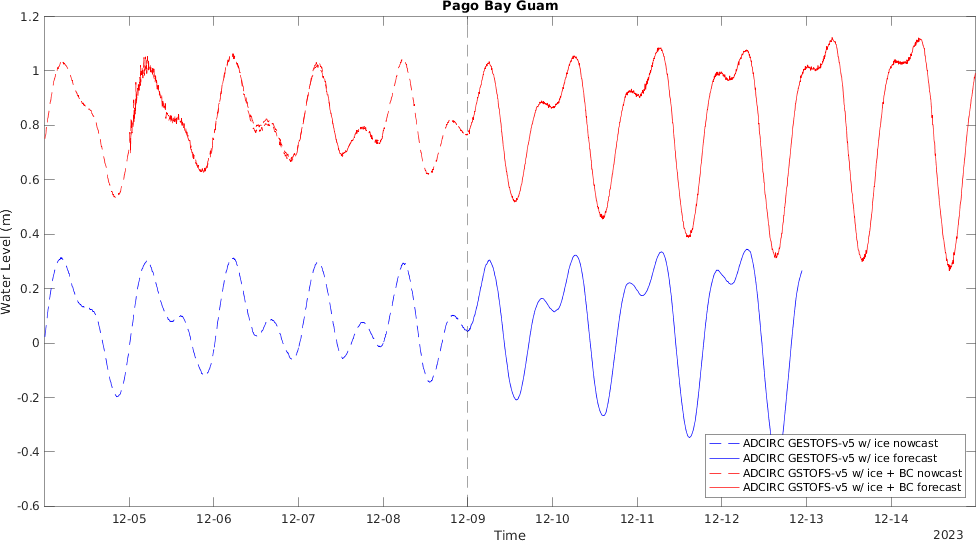 Pago Bay Guam
1.2
1
0.8
0.6
0.4
0.2
0
-0.2
-0.4
-0.6
Water Level (m)
12-05 12-06 12-07 12-08 12-09 12-10 12-11 12-12 12-13 12-14
Time
2023
ADCIRC GESTOFS-v5 w/ ice nowcast
ADCIRC GESTOFS-v5 w/ ice forecast
ADCIRC GSTOFS-v5 w/ ice + BC nowcast
ADCIRC GSTOFS-v5 w/ ice + BC forecast